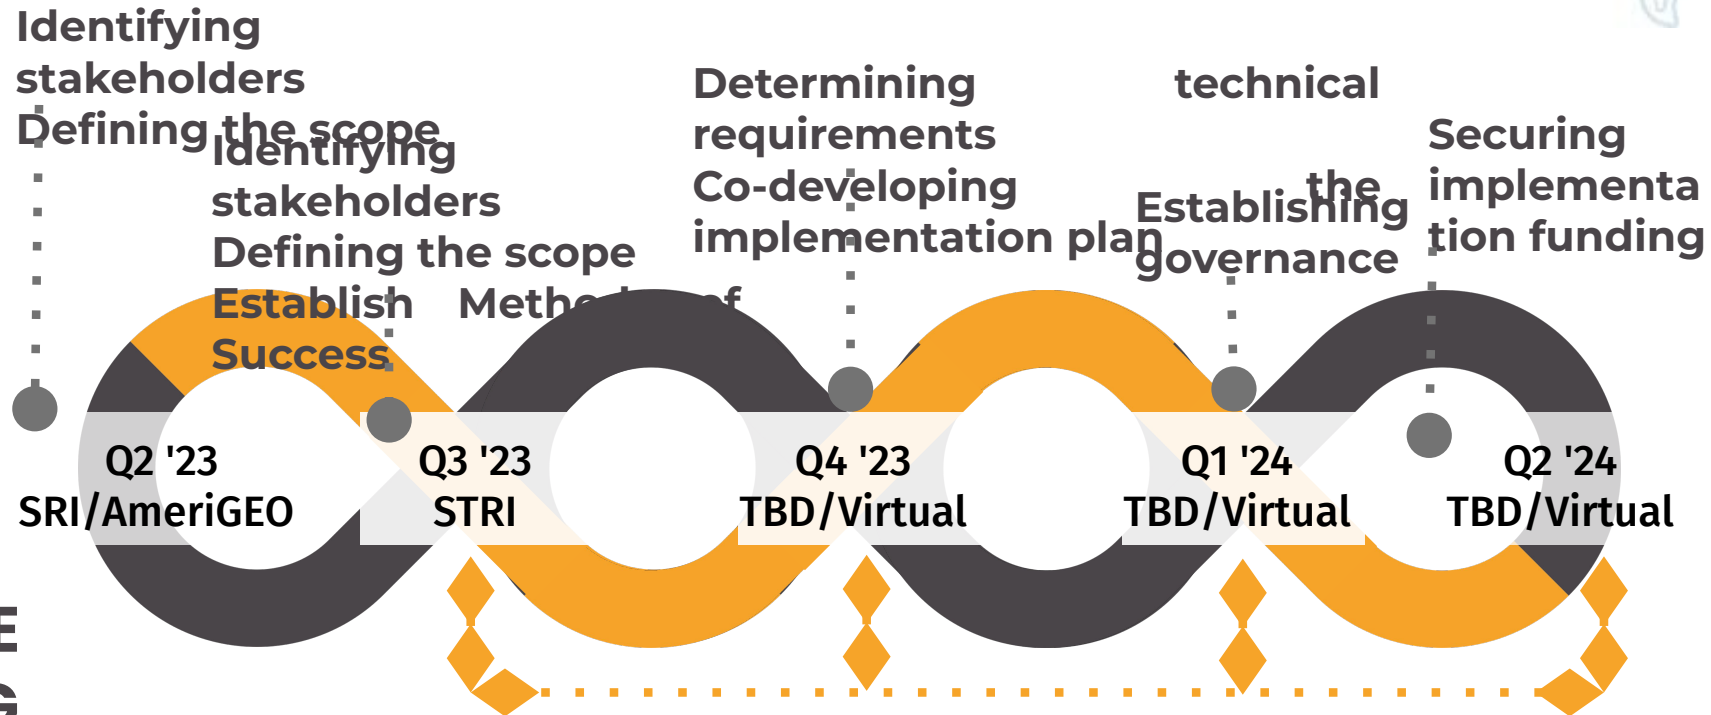 Identifying
stakeholders
Defining the scope
Identifying
stakeholders
Defining the scope
Establish
Success
Determining technical
requirements
Co-developing the
implementation plan
Establishing
governance
Securing
implementa
tion funding
Q2 '23
SRI/AmeriGEO
Q3 '23
STRI
Q4 '23
TBD/Virtual
Q1 '24
TBD/Virtual
Q2 '24
TBD/Virtual
E
G